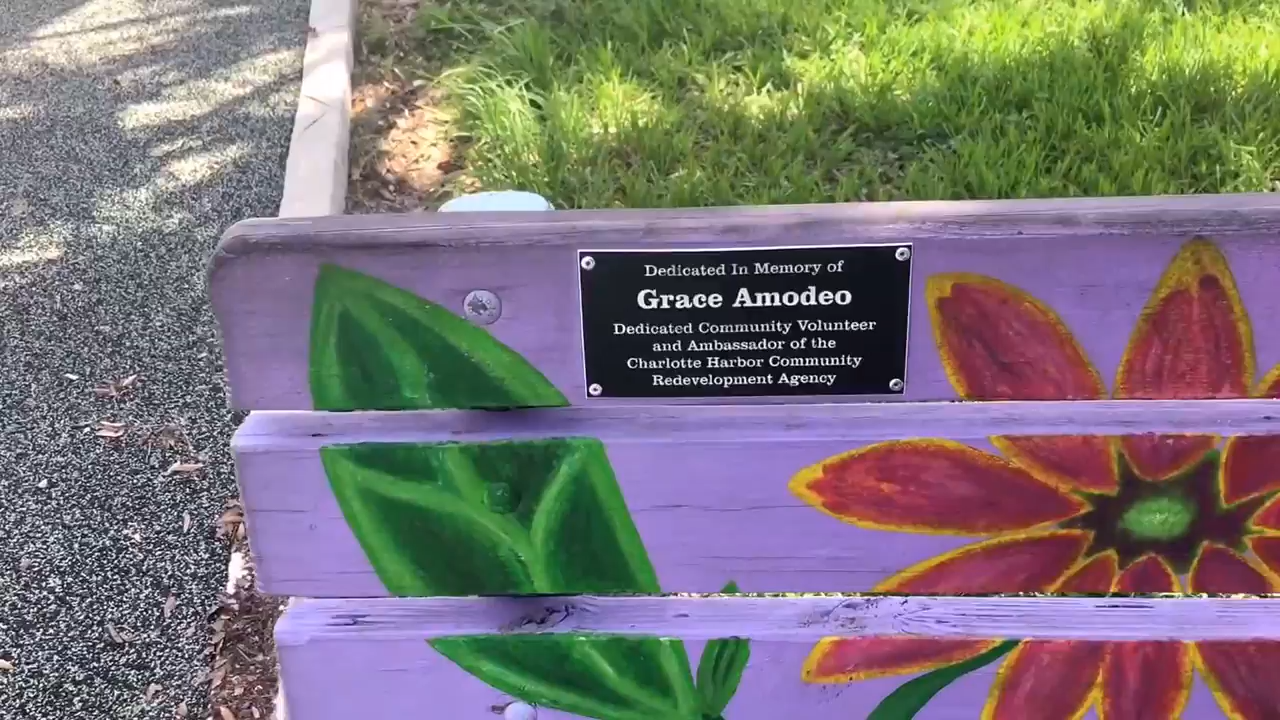 Dedicated In Memory of
Grace Amodeo
Dedicated Community Volunteer
and Ambassador of the
Charlotte Harbor Community
Redevelopment Agency